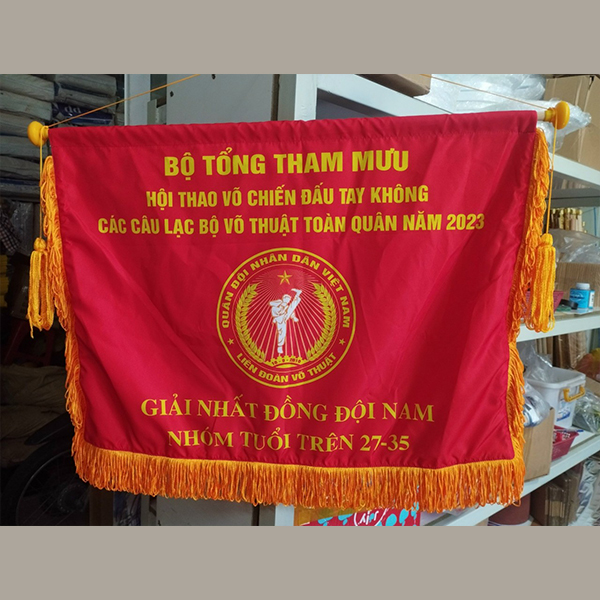 BỘ TỔNG THAM MƯU
HỘI THAO VÕ CHIẾN ĐẤU TAY KHÔNG
CÁC CÂU LẠC BỘ VÕ THUẬT TOÀN QUÂN NĂM 2023
QUÂN ĐỘI NHÂN DÂN VIỆT NAM
LIÊN ĐOÀN VÕ THUẬT
GIẢI NHẤT ĐỒNG ĐỘI NAM
NHÓM TUỔI TRÊN 27-35